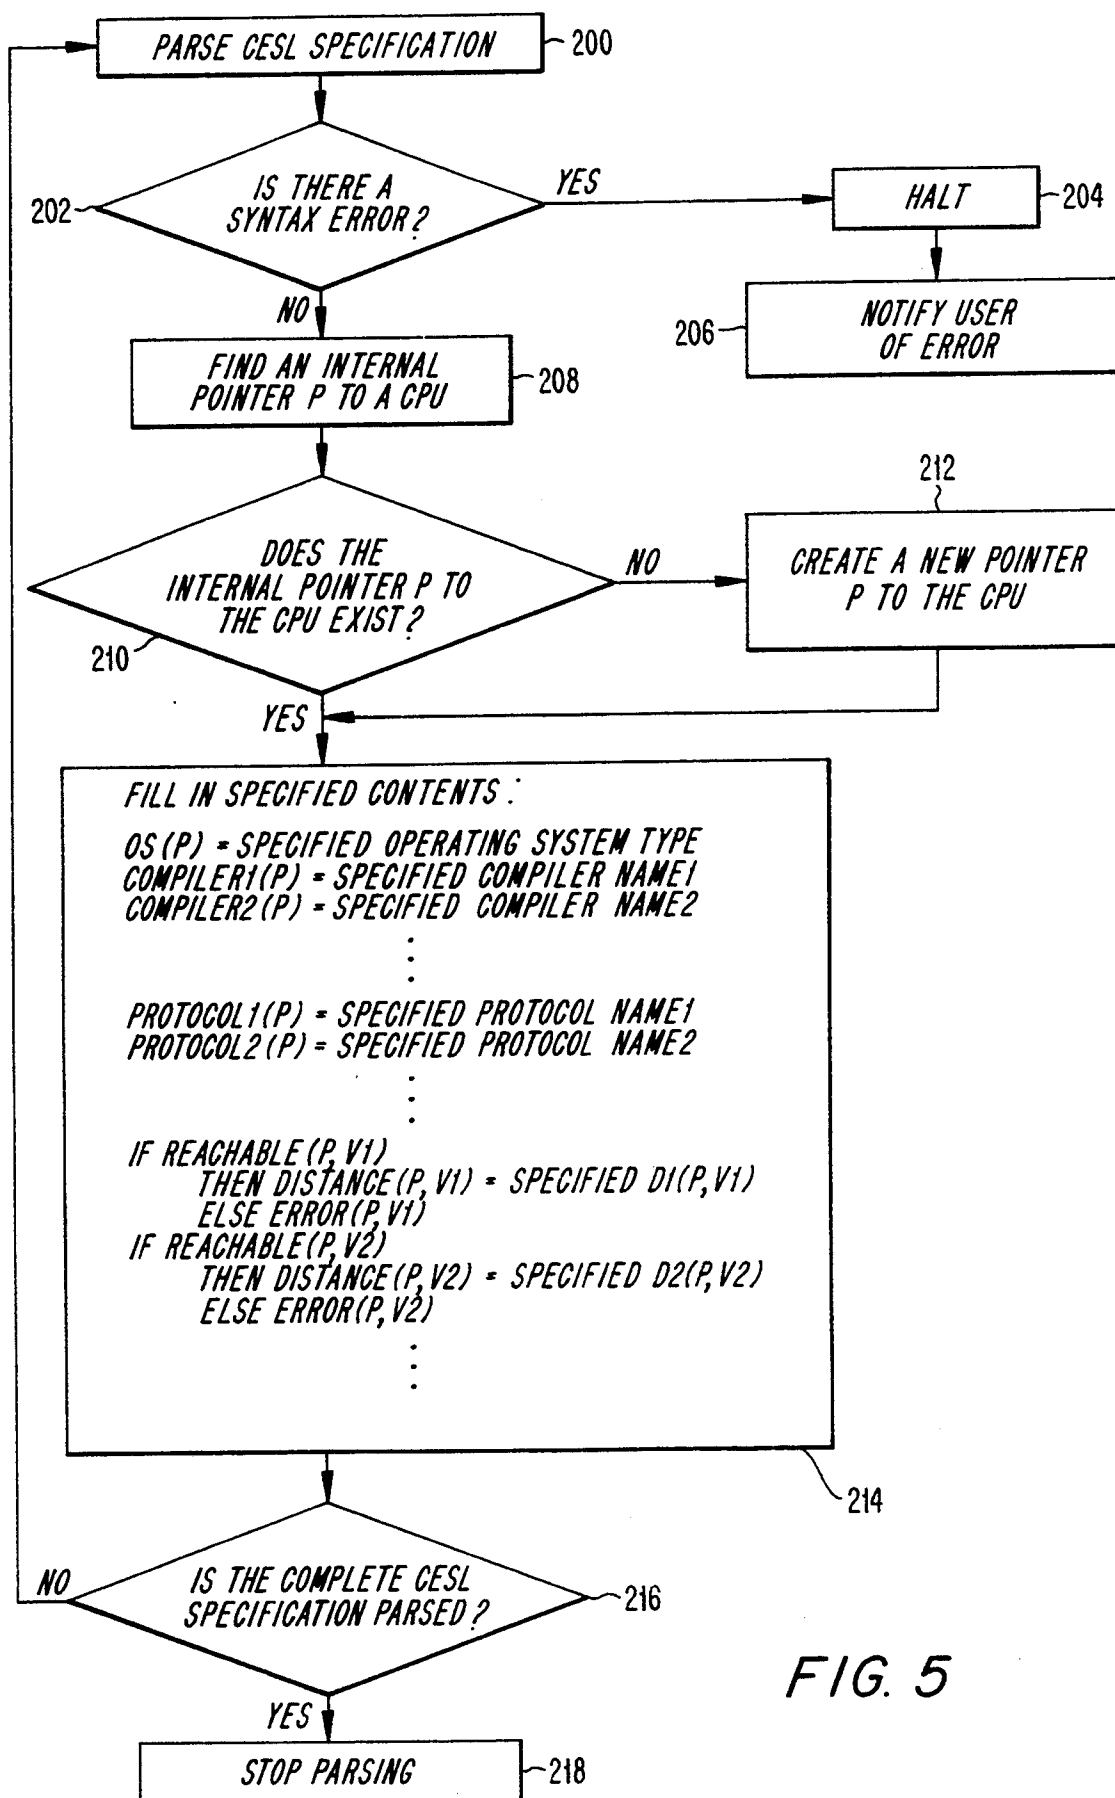 PARSE CESL SPECIFICATION
200
IS THERE A
SYNTAX ERROR?
202
YES
HALT
204
NO
NOTIFY USER
OF ERROR
206
FIND AN INTERNAL
POINTER P TO A CPU
208
212
DOES THE
INTERNAL POINTER P TO
THE CPU EXIST?
210
NO
CREATE A NEW POINTER
P TO THE CPU
YES
FILL IN SPECIFIED CONTENTS:
OS(P) = SPECIFIED OPERATING SYSTEM TYPE
COMPILER1(P) = SPECIFIED COMPILER NAME1
COMPILER2(P) = SPECIFIED COMPILER NAME2
PROTOCOL1(P) = SPECIFIED PROTOCOL NAME1
PROTOCOL2(P) = SPECIFIED PROTOCOL NAME2
IF REACHABLE(P,V1)
THEN DISTANCE(P,V1) = SPECIFIED D1(P,V1)
ELSE ERROR(P,V1)
IF REACHABLE(P,V2)
THEN DISTANCE(P,V2) = SPECIFIED D2(P,V2)
ELSE ERROR(P,V2)
214
NO
IS THE COMPLETE CESL
SPECIFICATION PARSED?
216
YES
STOP PARSING
218
FIG. 5